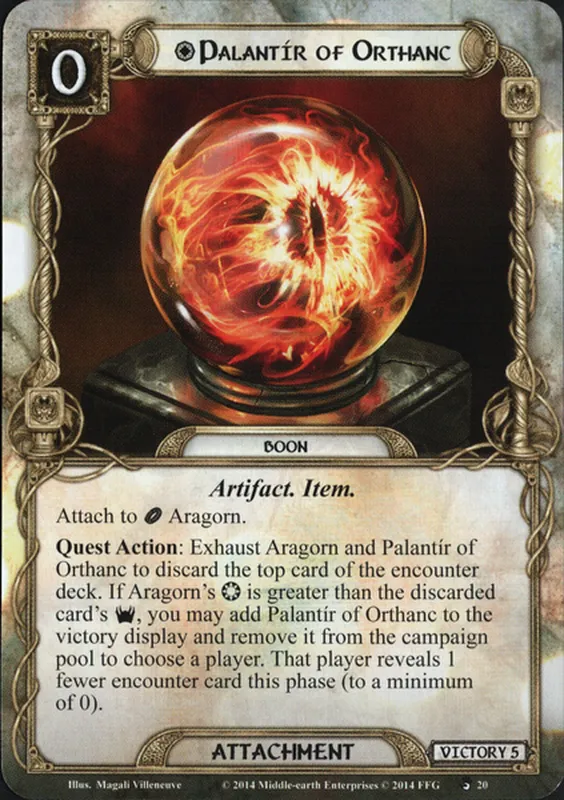 0
PALANTÍR OF ORTHANC
BOON
Artifact. Item.
Attach to Aragorn.
Quest Action: Exhaust Aragorn and Palantír of
Orthanc to discard the top card of the encounter
deck. If Aragorn's is greater than the discarded
card's , you may add Palantír of Orthanc to the
victory display and remove it from the campaign
pool to choose a player. That player reveals 1
fewer encounter card this phase (to a minimum
of 0).
ATTACHMENT
VICTORY 5
Illus. Magali Villeneuve © 2014 Middle-earth Enterprises © 2014 FFG 20